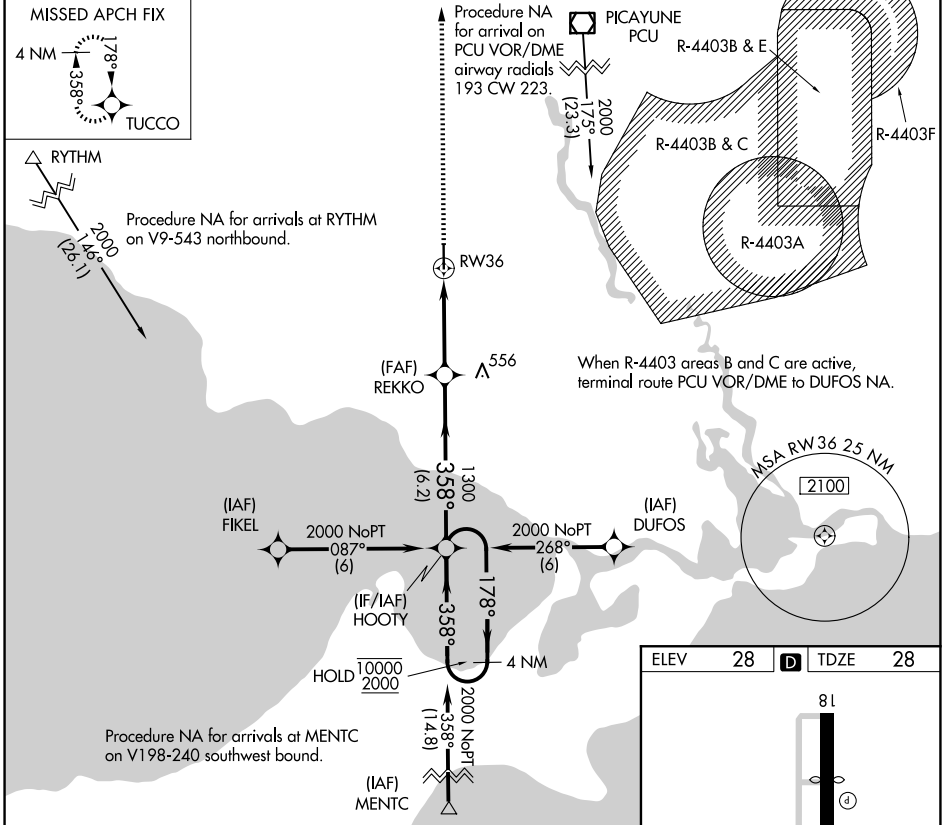 MISSED APCH FIX
4 NM
178°
358°
TUCCO
Procedure NA
for arrival on
PCU VOR/DME
airway radials
193 CW 223.
PICAYUNE
PCU
2000
175°
(23.3)
R-4403B & E
R-4403F
R-4403B & C
R-4403A
RYTHM
2000
146°
(26.1)
Procedure NA for arrivals at RYTHM
on V9-543 northbound.
RW36
(FAF)
REKKO
556
When R-4403 areas B and C are active,
terminal route PCU VOR/DME to DUFOS NA.
1300
358°
(6.2)
MSA RW36 25 NM
2100
(IAF)
FIKEL
2000 NoPT
087°
(6)
2000 NoPT
268°
(6)
(IAF)
DUFOS
(IF/IAF)
HOOTY
358°
178°
HOLD 10000
2000
4 NM
2000 NoPT
358°
(14.8)
Procedure NA for arrivals at MENTC
on V198-240 southwest bound.
(IAF)
MENTC
ELEV 28 D TDZE 28
18
P